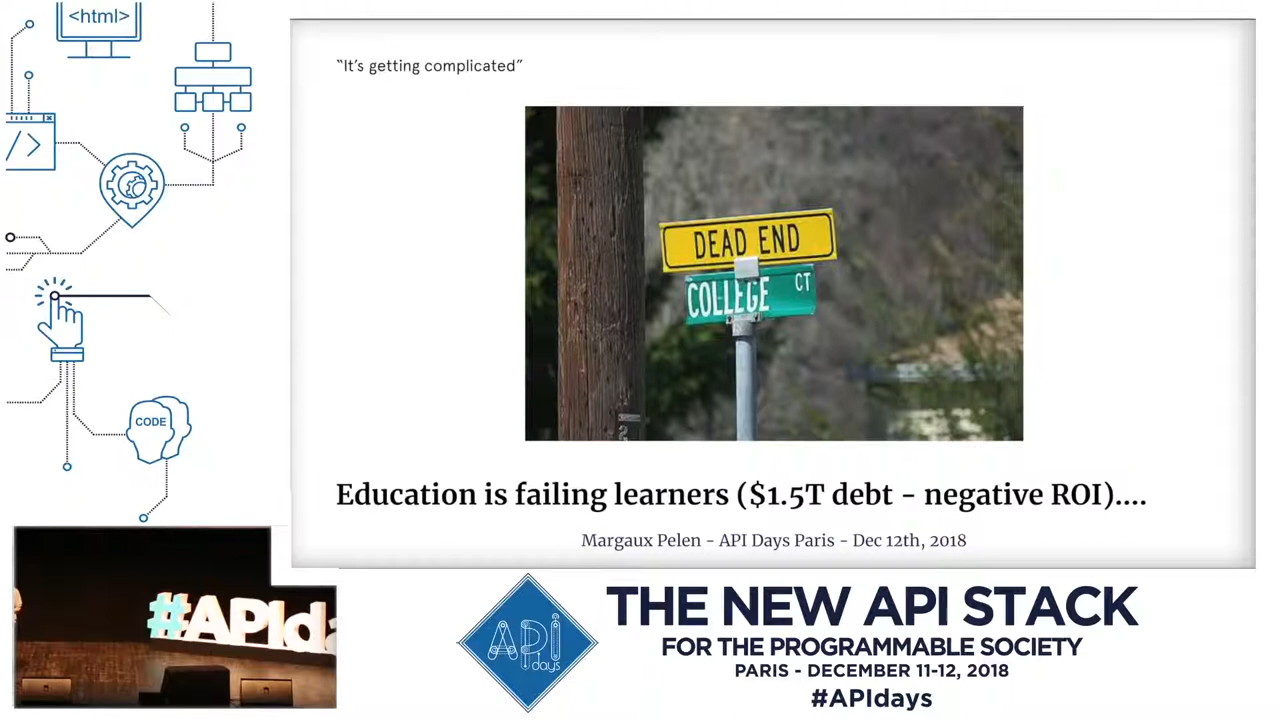 <html>
"It's getting complicated"
DEAD END
COLLEGE CT
</>
CODE
Education is failing learners ($1.5T debt - negative ROI)....
Margaux Pelen - API Days Paris - Dec 12th, 2018
#APIda
APi
days
THE NEW API STACK
FOR THE PROGRAMMABLE SOCIETY
PARIS - DECEMBER 11-12, 2018
#APIdays